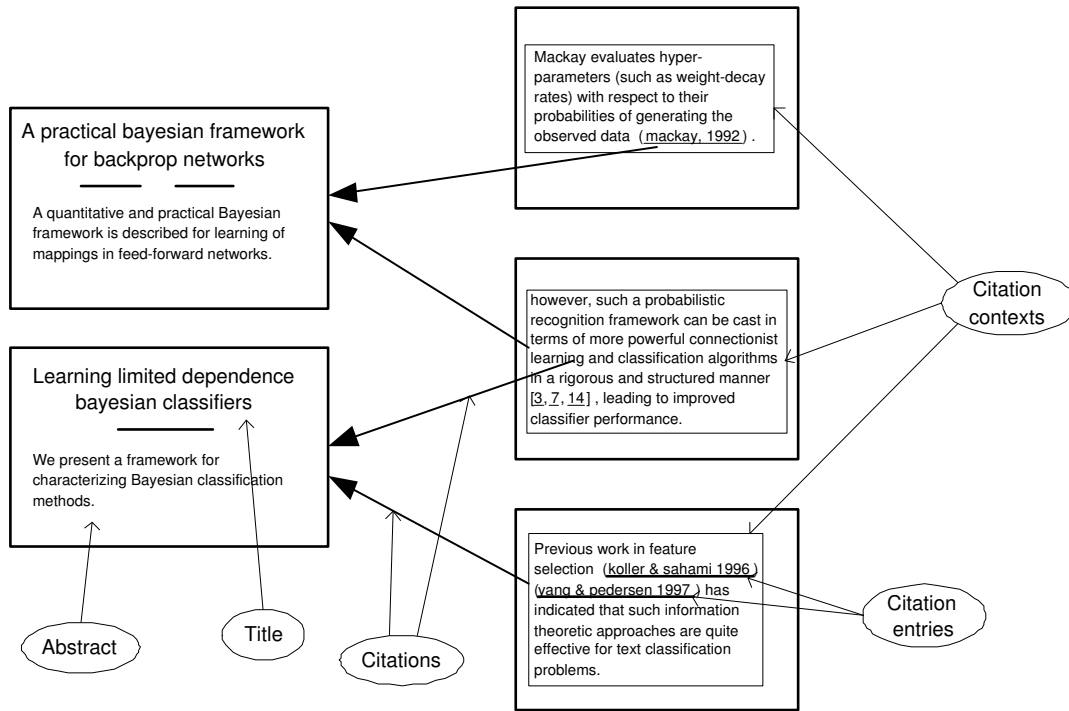 A practical bayesian framework
for backprop networks
A quantitative and practical Bayesian
framework is described for learning of
mappings in feed-forward networks.
Learning limited dependence
bayesian classifiers
We present a framework for
characterizing Bayesian classification
methods.
Mackay evaluates hyper-
parameters (such as weight-decay
rates) with respect to their
probabilities of generating the
observed data (mackay, 1992) .
however, such a probabilistic
recognition framework can be cast in
terms of more powerful connectionist
learning and classification algorithms
in a rigorous and structured manner
[3, 7, 14] , leading to improved
classifier performance.
Previous work in feature
selection (koller & sahami 1996)
(yang & pedersen 1997 ) has
indicated that such information
theoretic approaches are quite
effective for text classification
problems.
Citation
contexts
Citation
entries
Abstract
Title
Citations